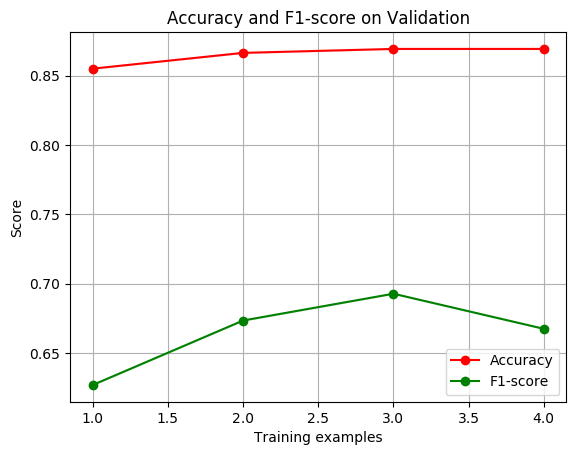 Accuracy and F1-score on Validation
Score
0.85
0.80
0.75
0.70
0.65
Accuracy
F1-score
1.0 1.5 2.0 2.5 3.0 3.5 4.0
Training examples